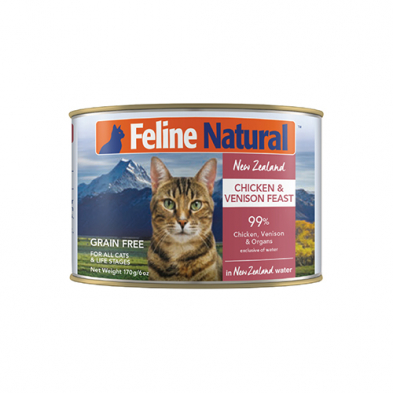 Feline Natural
New Zealand
CHICKEN &
VENISON FEAST
99%
Chicken, Venison
& Organs
exclusive of water
in New Zealand water
GRAIN FREE
FOR ALL CATS
& LIFE STAGES
Net Weight 170g/6oz